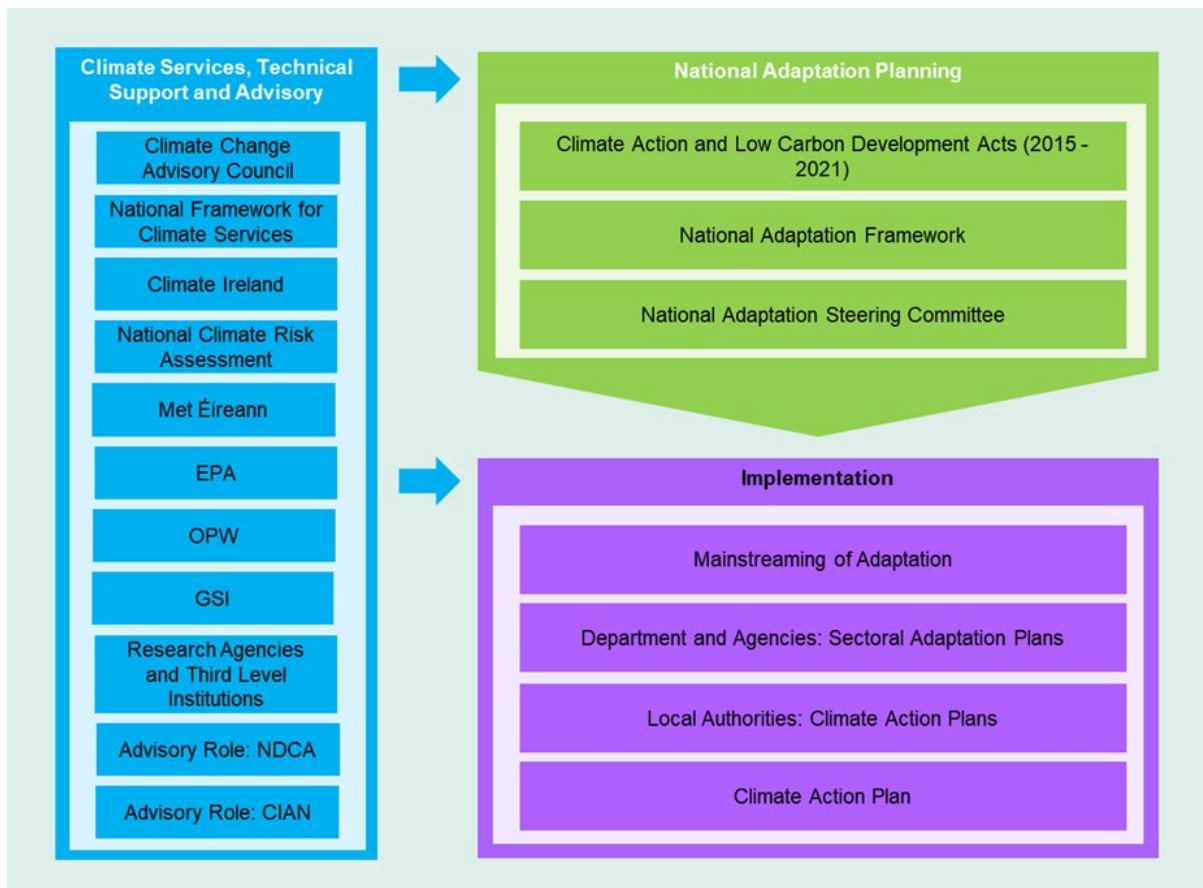 Climate Services, Technical
Support and Advisory
Climate Change
Advisory Council
National Framework for
Climate Services
Climate Ireland
National Climate Risk
Assessment
Met Éireann
EPA
OPW
GSI
Research Agencies
and Third Level
Institutions
Advisory Role: NDCA
Advisory Role: CIAN
National Adaptation Planning
Climate Action and Low Carbon Development Acts (2015 -
2021)
National Adaptation Framework
National Adaptation Steering Committee
Implementation
Mainstreaming of Adaptation
Department and Agencies: Sectoral Adaptation Plans
Local Authorities: Climate Action Plans
Climate Action Plan